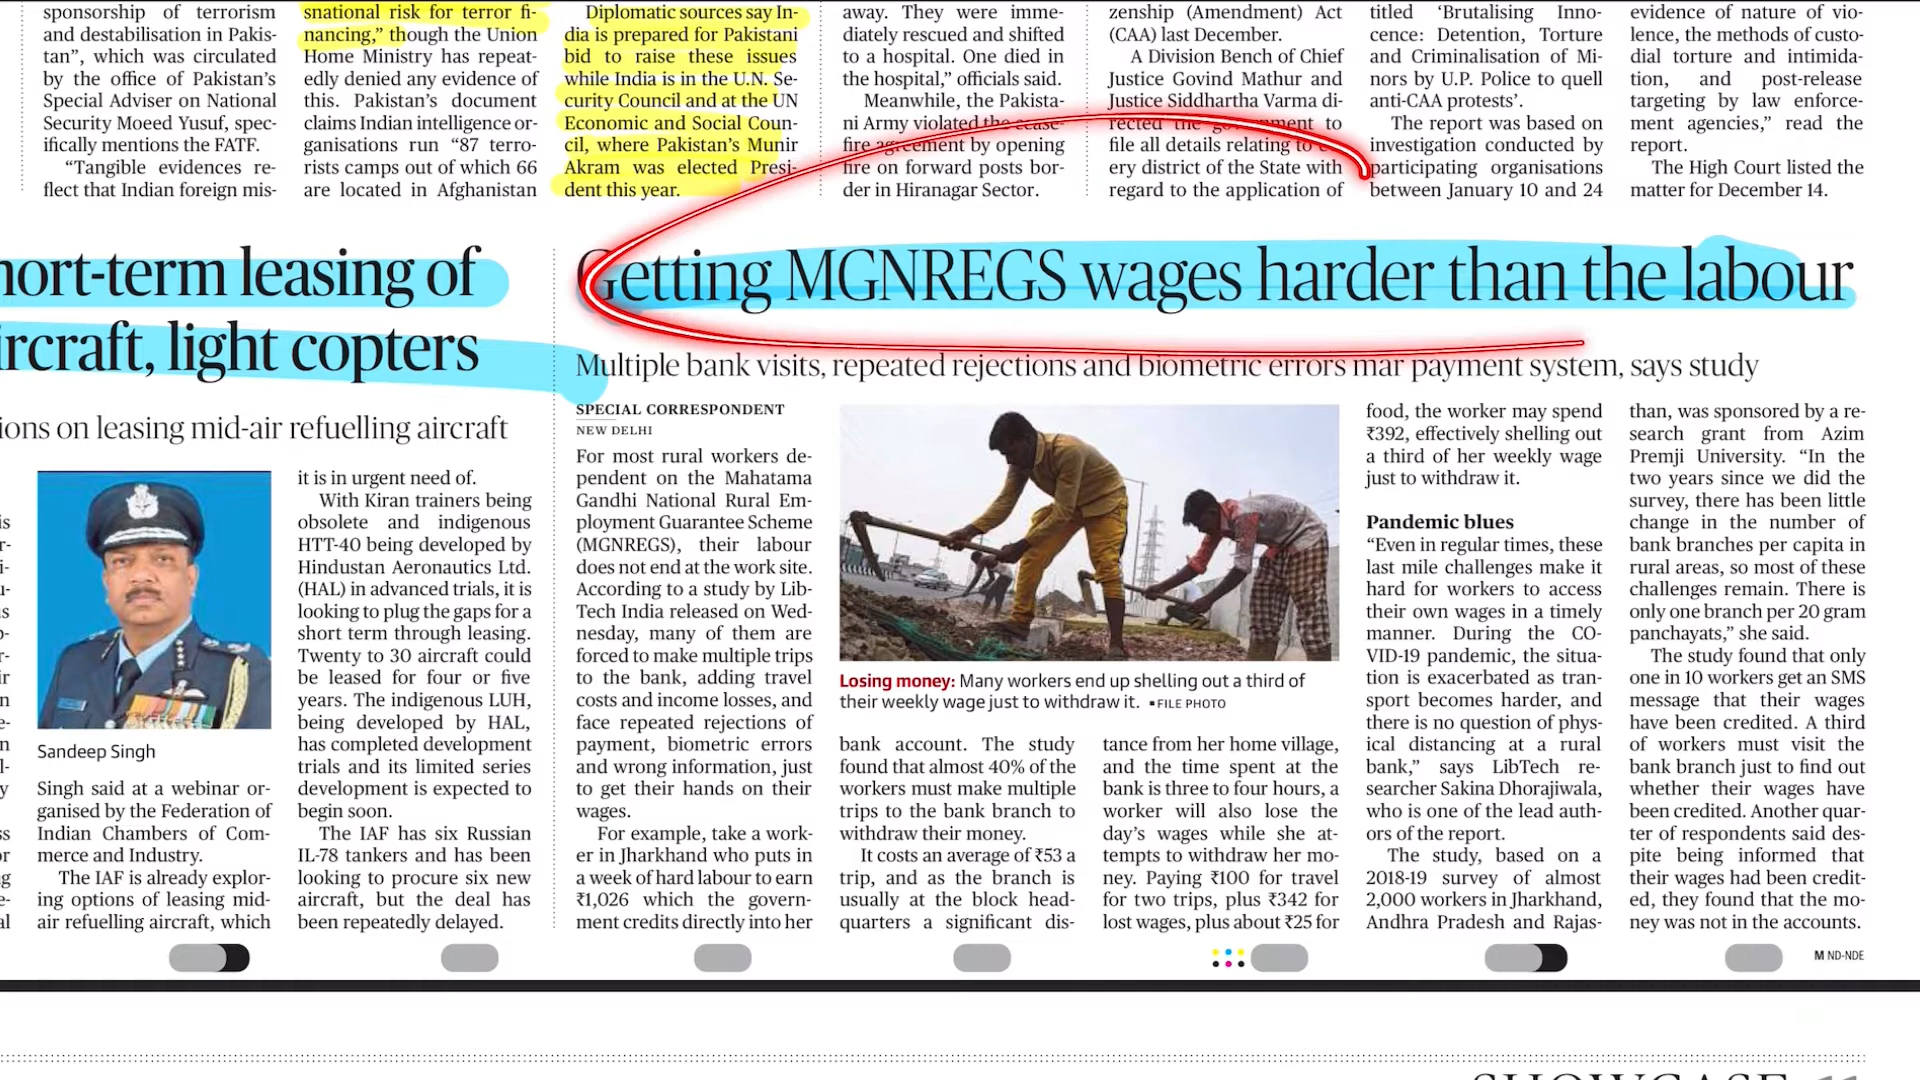 sponsorship of terrorism
and destabilisation in Pakis-
tan”, which was circulated
by the office of Pakistan’s
Special Adviser on National
Security Moeed Yusuf, spec-
ifically mentions the FATF.
“Tangible evidences re-
flect that Indian foreign mis-
snational risk for terror fi-
nancing,” though the Union
Home Ministry has repeat-
edly denied any evidence of
this. Pakistan’s document
claims Indian intelligence or-
ganisations run “87 terro-
rists camps out of which 66
are located in Afghanistan
Diplomatic sources say In-
dia is prepared for Pakistani
bid to raise these issues
while India is in the U.N. Se-
curity Council and at the UN
Economic and Social Coun-
cil, where Pakistan’s Munir
Akram was elected Presi-
dent this year.
away. They were imme-
diately rescued and shifted
to a hospital. One died in
the hospital,” officials said.
Meanwhile, the Pakista-
ni Army violated the cease-
fire agreement by opening
fire on forward posts bor-
der in Hiranagar Sector.
zenship (Amendment) Act
(CAA) last December.
A Division Bench of Chief
Justice Govind Mathur and
Justice Siddhartha Varma di-
rected the government to
file all details relating to
ery district of the State with
regard to the application of
titled ‘Brutalising Inno-
cence: Detention, Torture
and Criminalisation of Mi-
nors by U.P. Police to quell
anti-CAA protests’.
The report was based on
investigation conducted by
participating organisations
between January 10 and 24
evidence of nature of vio-
lence, the methods of custo-
dial torture and intimida-
tion, and post-release
targeting by law enforce-
ment agencies,” read the
report.
The High Court listed the
matter for December 14.
hort-term leasing of
ircraft, light copters
ions on leasing mid-air refuelling aircraft
Sandeep Singh
Singh said at a webinar or-
ganised by the Federation of
Indian Chambers of Com-
merce and Industry.
The IAF is already explor-
ing options of leasing mid-
air refuelling aircraft, which
it is in urgent need of.
With Kiran trainers being
obsolete and indigenous
HTT-40 being developed by
Hindustan Aeronautics Ltd.
(HAL) in advanced trials, it is
looking to plug the gaps for a
short term through leasing.
Twenty to 30 aircraft could
be leased for four or five
years. The indigenous LUH,
being developed by HAL,
has completed development
trials and its limited series
development is expected to
begin soon.
The IAF has six Russian
IL-78 tankers and has been
looking to procure six new
aircraft, but the deal has
been repeatedly delayed.
Getting MGNREGS wages harder than the labour
Multiple bank visits, repeated rejections and biometric errors mar payment system, says study
SPECIAL CORRESPONDENT
NEW DELHI
For most rural workers de-
pendent on the Mahatama
Gandhi National Rural Em-
ployment Guarantee Scheme
(MGNREGS), their labour
does not end at the work site.
According to a study by Lib-
Tech India released on Wed-
nesday, many of them are
forced to make multiple trips
to the bank, adding travel
costs and income losses, and
face repeated rejections of
payment, biometric errors
and wrong information, just
to get their hands on their
wages.
For example, take a work-
er in Jharkhand who puts in
a week of hard labour to earn
₹1,026 which the govern-
ment credits directly into her
Losing money: Many workers end up shelling out a third of
their weekly wage just to withdraw it. ▪FILE PHOTO
bank account. The study
found that almost 40% of the
workers must make multiple
trips to the bank branch to
withdraw their money.
It costs an average of ₹53 a
trip, and as the branch is
usually at the block head-
quarters a significant dis-
tance from her home village,
and the time spent at the
bank is three to four hours, a
worker will also lose the
day’s wages while she at-
tempts to withdraw her mo-
ney. Paying ₹100 for travel
for two trips, plus ₹342 for
lost wages, plus about ₹25 for
food, the worker may spend
₹392, effectively shelling out
a third of her weekly wage
just to withdraw it.
Pandemic blues
“Even in regular times, these
last mile challenges make it
hard for workers to access
their own wages in a timely
manner. During the CO-
VID-19 pandemic, the situa-
tion is exacerbated as tran-
sport becomes harder, and
there is no question of phys-
ical distancing at a rural
bank,” says LibTech re-
searcher Sakina Dhorajiwala,
who is one of the lead auth-
ors of the report.
The study, based on a
2018-19 survey of almost
2,000 workers in Jharkhand,
Andhra Pradesh and Rajas-
than, was sponsored by a re-
search grant from Azim
Premji University. “In the
two years since we did the
survey, there has been little
change in the number of
bank branches per capita in
rural areas, so most of these
challenges remain. There is
only one branch per 20 gram
panchayats,” she said.
The study found that only
one in 10 workers get an SMS
message that their wages
have been credited. A third
of workers must visit the
bank branch just to find out
whether their wages have
been credited. Another quar-
ter of respondents said des-
pite being informed that
their wages had been credit-
ed, they found that the mo-
ney was not in the accounts.
M ND-NDE